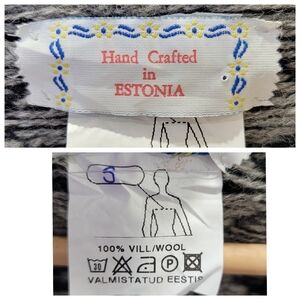 Hand Crafted
in
ESTONIA
S
100% VILL/WOOL
30 A P
VALMISTATUD EESTIS